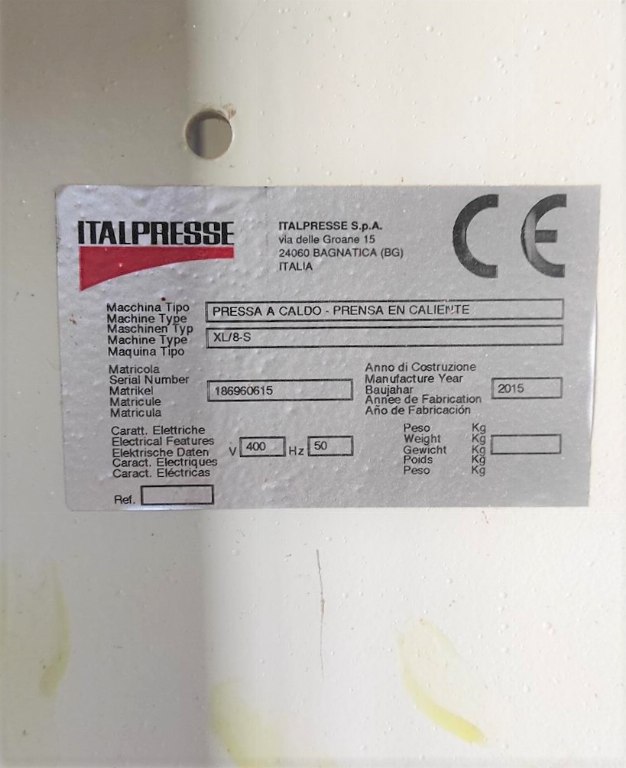 ITALPRESSE
ITALPRESSE S.p.A.
via delle Groane 15
24060 BAGNATICA (BG)
ITALIA
CE
Macchina Tipo
Machine Type
Maschinen Typ
Machine Type
Maquina Tipo
PRESSA A CALDO - PRENSA EN CALIENTE
XL/8-S
Matricola
Serial Number
Matrikel
Matricule
Matricula
186960615
Anno di Costruzione
Manufacture Year
Baujahar
Année de Fabrication
Año de Fabricación
2015
Caratt. Elettriche
Electrical Features
Elektrische Daten
Caract. Electriques
Caract. Eléctricas
V 400 Hz 50
Peso Kg
Weight Kg
Gewicht Kg
Poids Kg
Peso Kg
Ref.